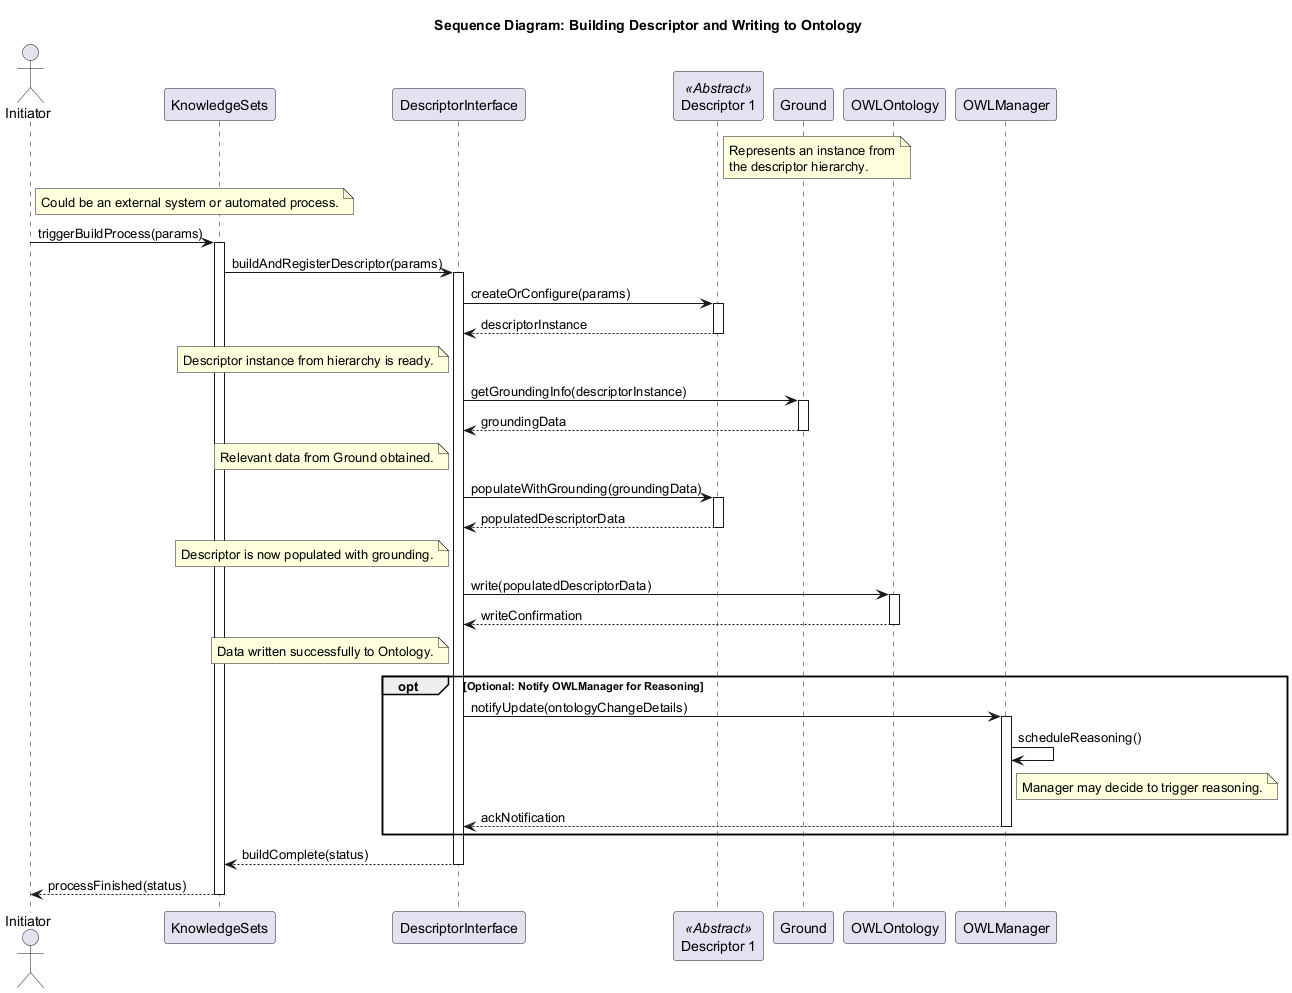 Sequence Diagram: Building Descriptor and Writing to Ontology
Initiator
KnowledgeSets
DescriptorInterface
«Abstract»
Descriptor 1
Ground
OWLOntology
OWLManager
Represents an instance from
the descriptor hierarchy.
Could be an external system or automated process.
triggerBuildProcess(params)
buildAndRegisterDescriptor(params)
createOrConfigure(params)
descriptorInstance
Descriptor instance from hierarchy is ready.
getGroundingInfo(descriptorInstance)
groundingData
Relevant data from Ground obtained.
populateWithGrounding(groundingData)
populatedDescriptorData
Descriptor is now populated with grounding.
write(populatedDescriptorData)
writeConfirmation
Data written successfully to Ontology.
opt
[Optional: Notify OWLManager for Reasoning]
notifyUpdate(ontologyChangeDetails)
scheduleReasoning()
Manager may decide to trigger reasoning.
ackNotification
buildComplete(status)
processFinished(status)
Initiator
KnowledgeSets
DescriptorInterface
«Abstract»
Descriptor 1
Ground
OWLOntology
OWLManager